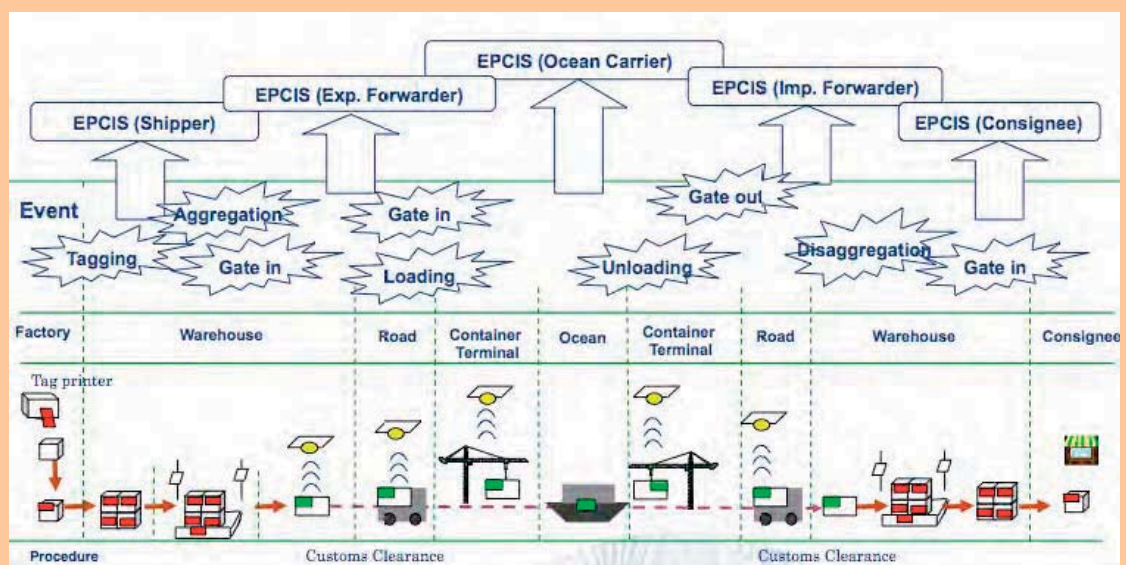 EPCIS (Ocean Carrier)
EPCIS (Exp. Forwarder)
EPCIS (Imp. Forwarder)
EPCIS (Shipper)
EPCIS (Consignee)
Event
Aggregation
Gate in
Gate out
Tagging
Gate in
Loading
Unloading
Disaggregation
Gate in
Factory
Warehouse
Road
Container
Terminal
Ocean
Container
Terminal
Road
Warehouse
Consignee
Tag printer
Procedure
Customs Clearance
Customs Clearance